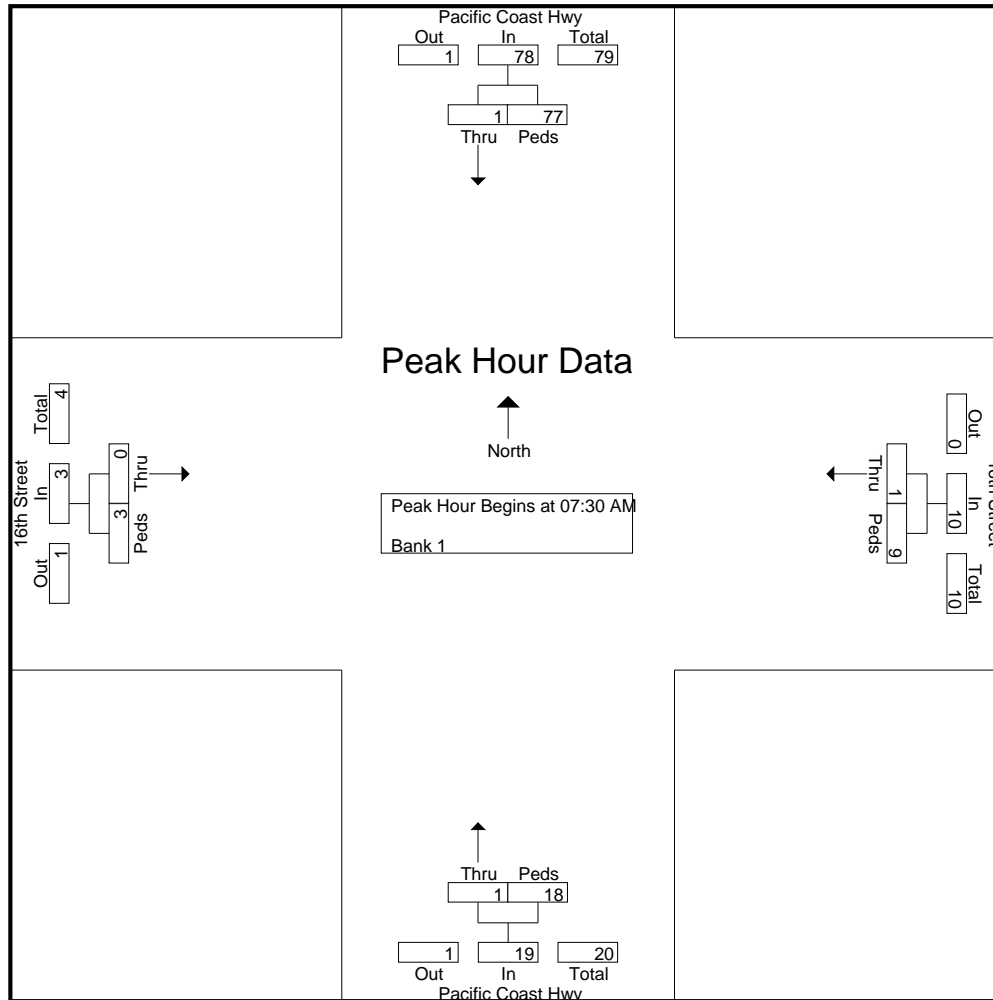 Pacific Coast Hwy
Out In Total
1 78 79
1 77
Thru Peds
Peak Hour Data
North
Peak Hour Begins at 07:30 AM
Bank 1
16th Street
Total In Out
4 3 1
0 3
Thru Peds
Out In Total
0 10 10
1 9
Thru Peds
Street
Thru Peds
1 18
1 19 20
Out In Total
Pacific Coast Hwy